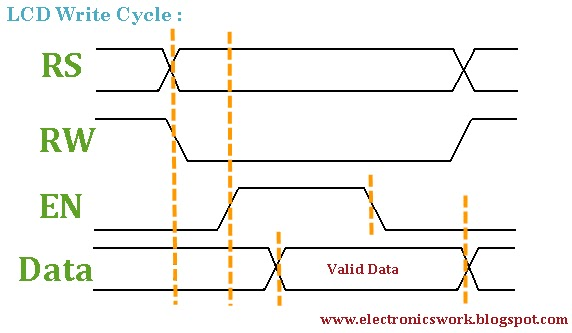 LCD Write Cycle :
RS
RW
EN
Data
Valid Data
www.electronicswork.blogspot.com